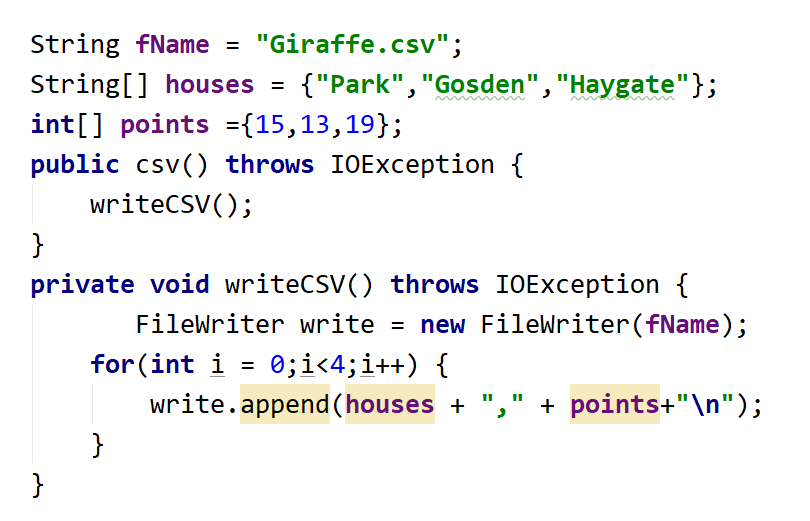 String fName = "Giraffe.csv";
String[] houses = {"Park","Gosden","Haygate"};
int[] points ={15,13,19};
public csv() throws IOException {
    writeCSV();
}
private void writeCSV() throws IOException {
       FileWriter write = new FileWriter(fName);
    for(int i = 0;i<4;i++) {
        write.append(houses + "," + points+"\n");
    }
}